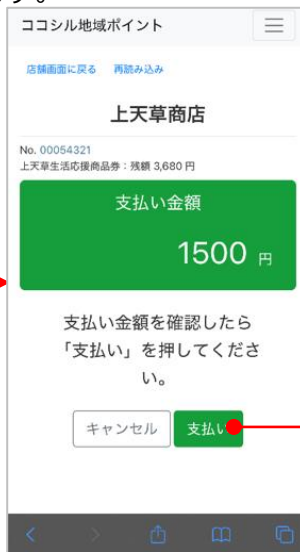 す。
ココシル地域ポイント
店舗画面に戻る 再読み込み
上天草商店
No. 00054321
上天草生活応援商品券：残額 3,680 円
支払い金額
1500 円
支払い金額を確認したら
「支払い」を押してくださ
い。
キャンセル 支払い